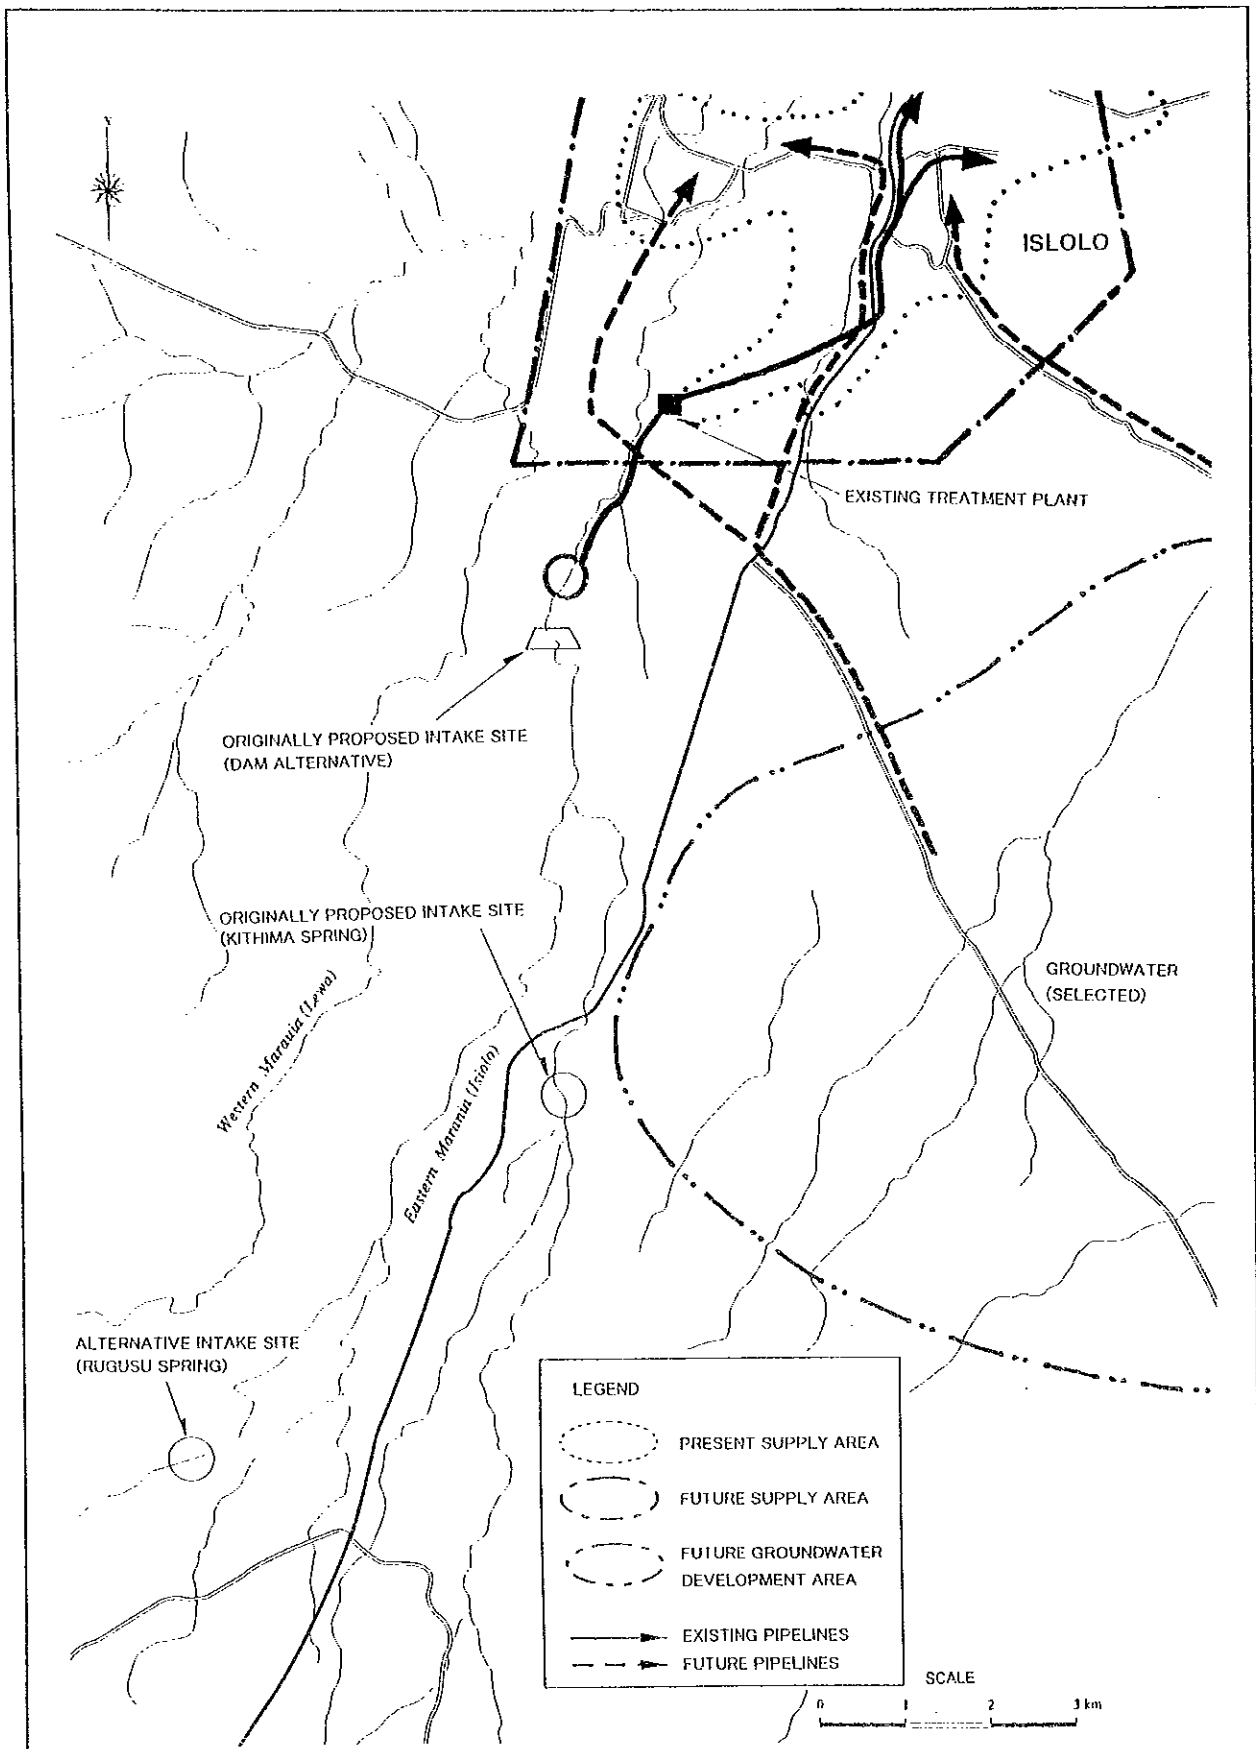 ISLOLO
EXISTING TREATMENT PLANT
ORIGINALLY PROPOSED INTAKE SITE
(DAM ALTERNATIVE)
ORIGINALLY PROPOSED INTAKE SITE
(KITHIMA SPRING)
GROUNDWATER
(SELECTED)
Western Marania (Lewa)
Eastern Marania (Isiolo)
ALTERNATIVE INTAKE SITE
(RUGUSU SPRING)
LEGEND
PRESENT SUPPLY AREA
FUTURE SUPPLY AREA
FUTURE GROUNDWATER
DEVELOPMENT AREA
EXISTING PIPELINES
FUTURE PIPELINES
SCALE
0 1 2 3 km